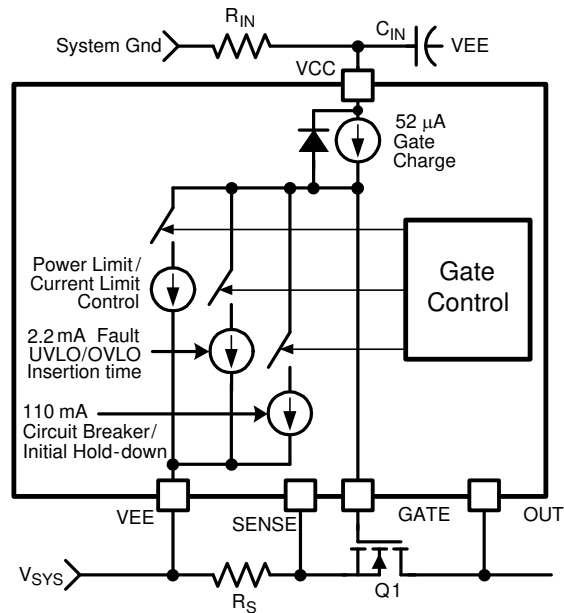 R_IN
C_IN
System Gnd
VEE
VCC
52 µA
Gate
Charge
Power Limit/
Current Limit
Control
Gate
Control
2.2 mA Fault
UVLO/OVLO
Insertion time
110 mA
Circuit Breaker/
Initial Hold-down
VEE
SENSE
GATE
OUT
V_SYS
R_S
Q1